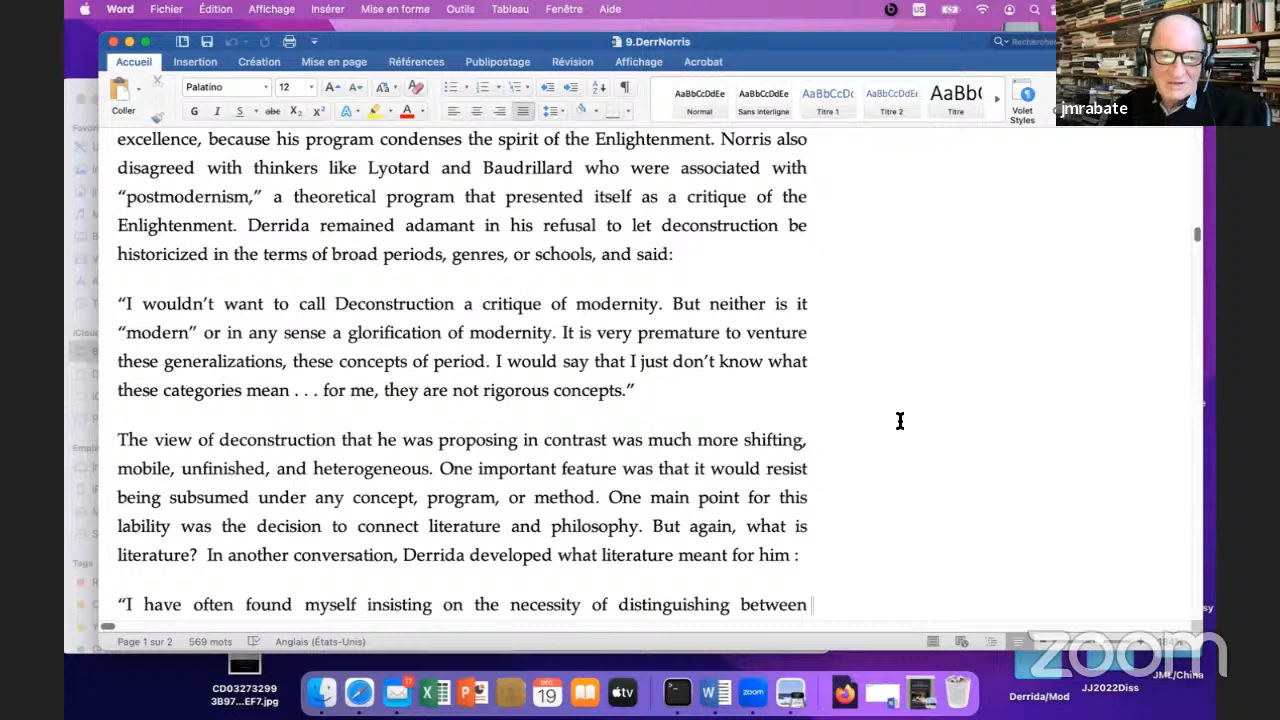 Word Fichier Édition Affichage Insérer Mise en forme Outils Tableau Fenêtre Aide
9.DerrNorris
Recherche
Accueil Insertion Création Mise en page Références Publipostage Révision Affichage Acrobat
Coller
Palatino 12
G I S abc X₂ X²
AaBbCcDdEe AaBbCcDdEe AaBbCcDc AaBbCcDdEe AaBb(
Normal Sans interligne Titre 1 Titre 2 Titre
Volet
Styles
jmrabate
excellence, because his program condenses the spirit of the Enlightenment. Norris also
disagreed with thinkers like Lyotard and Baudrillard who were associated with
“postmodernism,” a theoretical program that presented itself as a critique of the
Enlightenment. Derrida remained adamant in his refusal to let deconstruction be
historicized in the terms of broad periods, genres, or schools, and said:
“I wouldn’t want to call Deconstruction a critique of modernity. But neither is it
“modern” or in any sense a glorification of modernity. It is very premature to venture
these generalizations, these concepts of period. I would say that I just don’t know what
these categories mean . . . for me, they are not rigorous concepts.”
The view of deconstruction that he was proposing in contrast was much more shifting,
mobile, unfinished, and heterogeneous. One important feature was that it would resist
being subsumed under any concept, program, or method. One main point for this
lability was the decision to connect literature and philosophy. But again, what is
literature? In another conversation, Derrida developed what literature meant for him :
“I have often found myself insisting on the necessity of distinguishing between
Page 1 sur 2 569 mots Anglais (États-Unis)
zoom
CD03273299
3B97...EF7.jpg
17
DEC
19
tv
zoom
Derrida/Mod
JJ2022Diss
JME/China